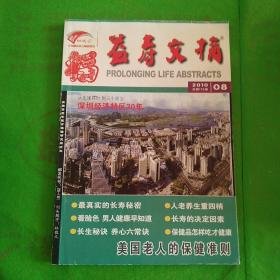 益寿文摘
PROLONGING LIFE ABSTRACTS
2010
08
深圳经济特区30年
最真实的长寿秘密
看脸色 男人健康早知道
长生秘诀 养心六常诀
人老养生重四梢
长寿的决定因素
保健品怎样吃才健康
美国老人的保健准则